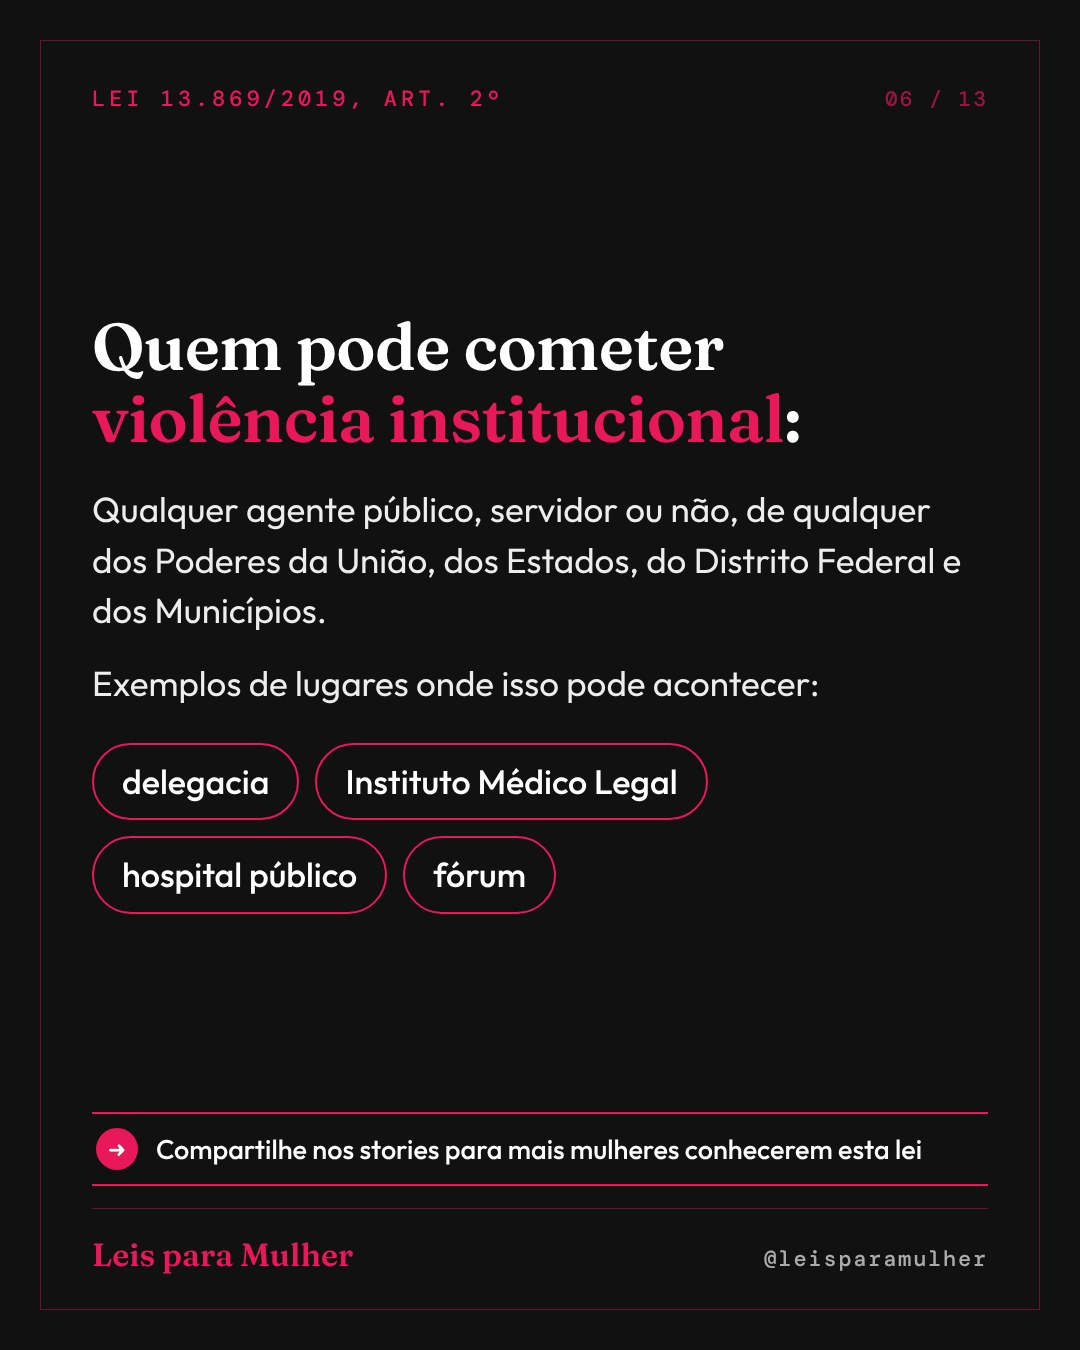 LEI 13.869/2019, ART. 2º
06 / 13
Quem pode cometer
violência institucional:
Qualquer agente público, servidor ou não, de qualquer
dos Poderes da União, dos Estados, do Distrito Federal e
dos Municípios.
Exemplos de lugares onde isso pode acontecer:
delegacia
Instituto Médico Legal
hospital público
fórum
Compartilhe nos stories para mais mulheres conhecerem esta lei
Leis para Mulher
@leisparamulher